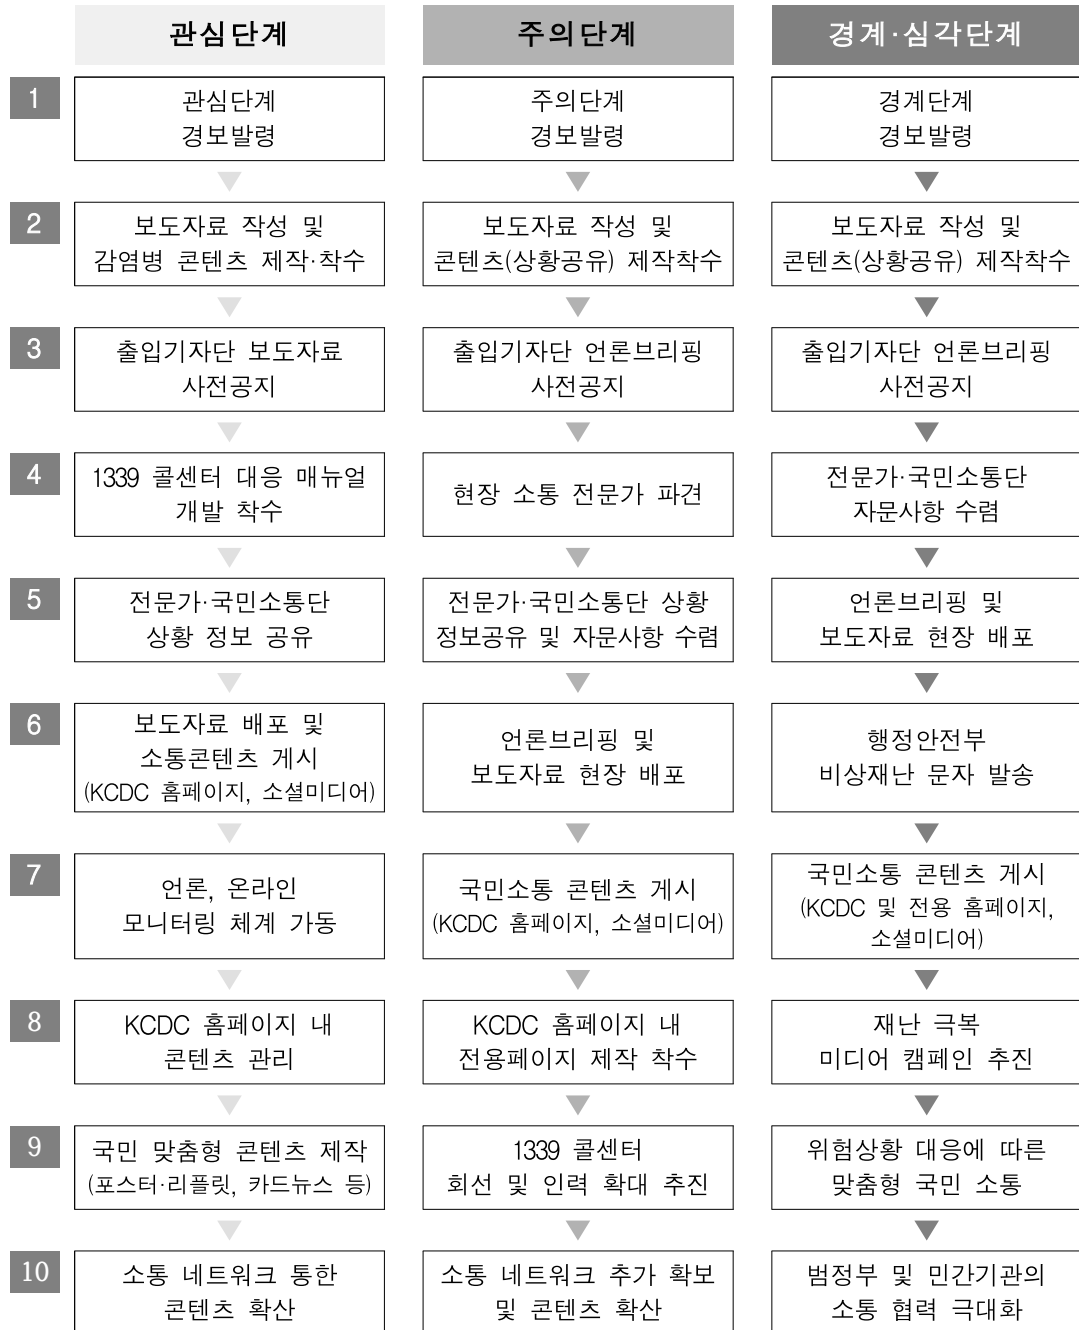 관심단계
주의단계
경계·심각단계
1
관심단계
경보발령
주의단계
경보발령
경계단계
경보발령
2
보도자료 작성 및
감염병 콘텐츠 제작·착수
보도자료 작성 및
콘텐츠(상황공유) 제작착수
보도자료 작성 및
콘텐츠(상황공유) 제작착수
3
출입기자단 보도자료
사전공지
출입기자단 언론브리핑
사전공지
출입기자단 언론브리핑
사전공지
4
1339 콜센터 대응 매뉴얼
개발 착수
현장 소통 전문가 파견
전문가·국민소통단
자문사항 수렴
5
전문가·국민소통단
상황 정보 공유
전문가·국민소통단 상황
정보공유 및 자문사항 수렴
언론브리핑 및
보도자료 현장 배포
6
보도자료 배포 및
소통콘텐츠 게시
(KCDC 홈페이지, 소셜미디어)
언론브리핑 및
보도자료 현장 배포
행정안전부
비상재난 문자 발송
7
언론, 온라인
모니터링 체계 가동
국민소통 콘텐츠 게시
(KCDC 홈페이지, 소셜미디어)
국민소통 콘텐츠 게시
(KCDC 및 전용 홈페이지,
소셜미디어)
8
KCDC 홈페이지 내
콘텐츠 관리
KCDC 홈페이지 내
전용페이지 제작 착수
재난 극복
미디어 캠페인 추진
9
국민 맞춤형 콘텐츠 제작
(포스터·리플릿, 카드뉴스 등)
1339 콜센터
회선 및 인력 확대 추진
위험상황 대응에 따른
맞춤형 국민 소통
10
소통 네트워크 통한
콘텐츠 확산
소통 네트워크 추가 확보
및 콘텐츠 확산
범정부 및 민간기관의
소통 협력 극대화